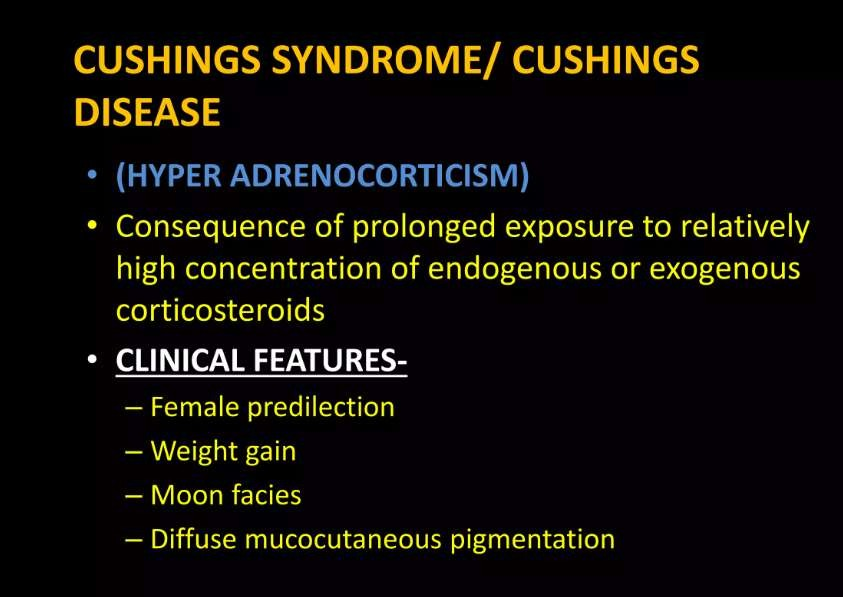 CUSHINGS SYNDROME/ CUSHINGS
DISEASE
• (HYPER ADRENOCORTICISM)
• Consequence of prolonged exposure to relatively
high concentration of endogenous or exogenous
corticosteroids
• CLINICAL FEATURES-
– Female predilection
– Weight gain
– Moon facies
– Diffuse mucocutaneous pigmentation